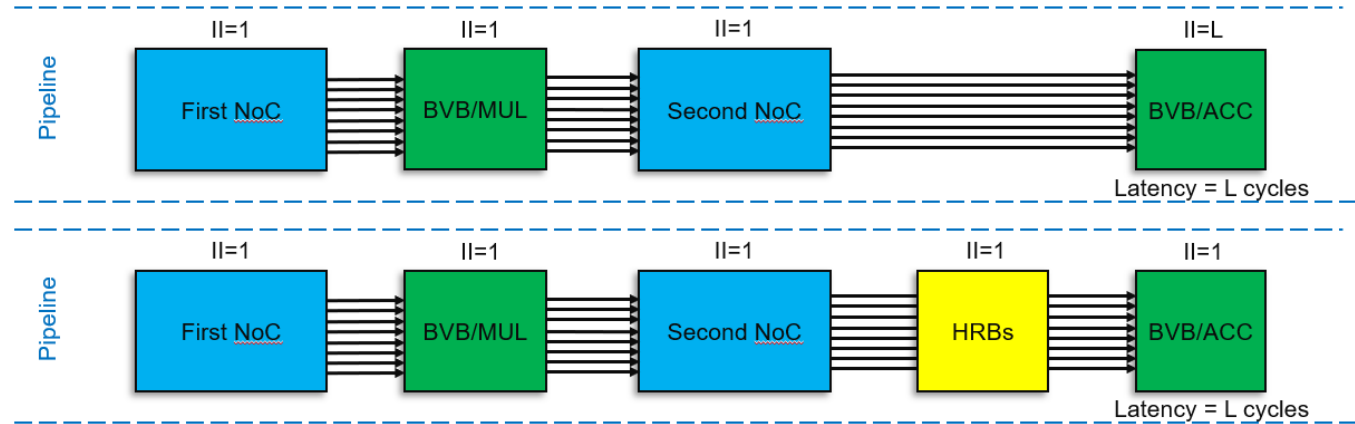 II=1 II=1 II=1 II=L
Pipeline First NoC BVB/MUL Second NoC BVB/ACC
Latency = L cycles
II=1 II=1 II=1 II=1 II=1
Pipeline First NoC BVB/MUL Second NoC HRBs BVB/ACC
Latency = L cycles